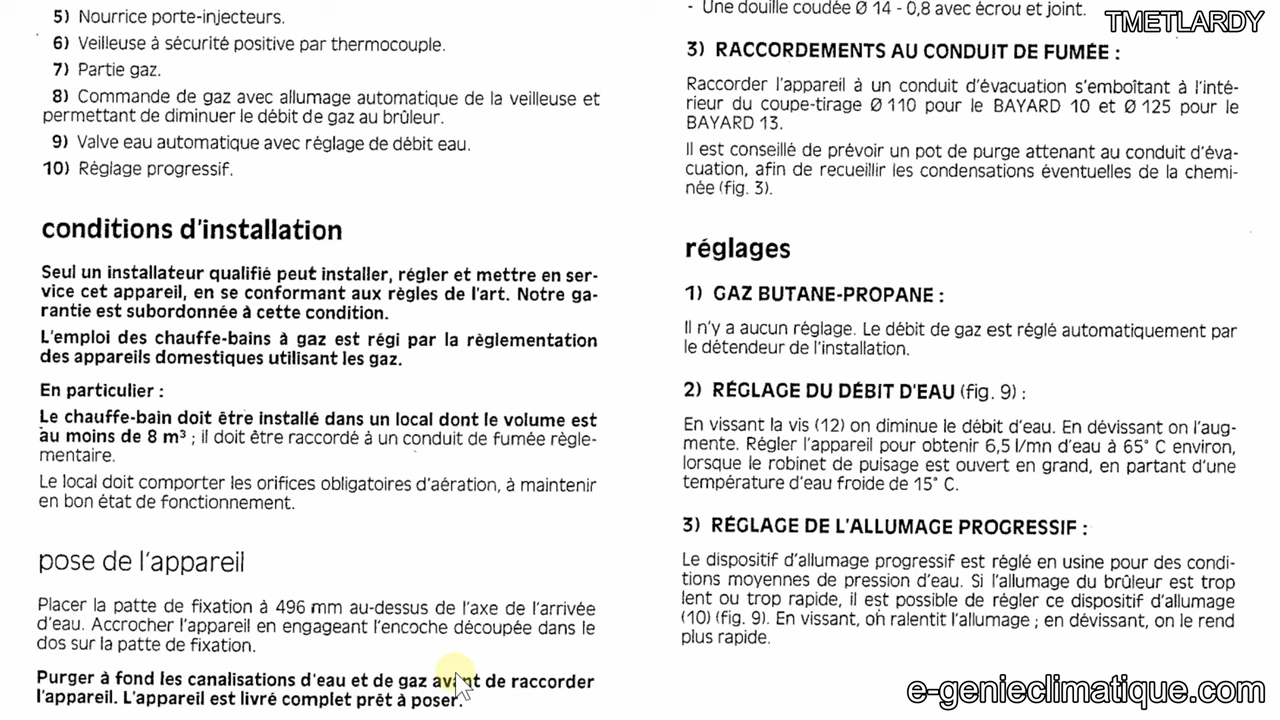 5) Nourrice porte-injecteurs.
6) Veilleuse à sécurité positive par thermocouple.
7) Partie gaz.
8) Commande de gaz avec allumage automatique de la veilleuse et
permettant de diminuer le débit de gaz au brûleur.
9) Valve eau automatique avec réglage de débit eau.
10) Réglage progressif.
conditions d'installation
Seul un installateur qualifié peut installer, régler et mettre en ser-
vice cet appareil, en se conformant aux règles de l'art. Notre ga-
rantie est subordonnée à cette condition.
L'emploi des chauffe-bains à gaz est régi par la règlementation
des appareils domestiques utilisant les gaz.
En particulier :
Le chauffe-bain doit être installé dans un local dont le volume est
au moins de 8 m³ ; il doit être raccordé à un conduit de fumée règle-
mentaire.
Le local doit comporter les orifices obligatoires d'aération, à maintenir
en bon état de fonctionnement.
pose de l'appareil
Placer la patte de fixation à 496 mm au-dessus de l'axe de l'arrivée
d'eau. Accrocher l'appareil en engageant l'encoche découpée dans le
dos sur la patte de fixation.
Purger à fond les canalisations d'eau et de gaz avant de raccorder
l'appareil. L'appareil est livré complet prêt à poser.
- Une douille coudée Ø 14 - 0,8 avec écrou et joint.
TMETLARDY
3) RACCORDEMENTS AU CONDUIT DE FUMÉE :
Raccorder l'appareil à un conduit d'évacuation s'emboîtant à l'inté-
rieur du coupe-tirage Ø 110 pour le BAYARD 10 et Ø 125 pour le
BAYARD 13.
Il est conseillé de prévoir un pot de purge attenant au conduit d'éva-
cuation, afin de recueillir les condensations éventuelles de la chemi-
née (fig. 3).
réglages
1) GAZ BUTANE-PROPANE :
Il n'y a aucun réglage. Le débit de gaz est réglé automatiquement par
le détendeur de l'installation.
2) RÉGLAGE DU DÉBIT D'EAU (fig. 9) :
En vissant la vis (12) on diminue le débit d'eau. En dévissant on l'aug-
mente. Régler l'appareil pour obtenir 6,5 l/mn d'eau à 65° C environ,
lorsque le robinet de puisage est ouvert en grand, en partant d'une
température d'eau froide de 15° C.
3) RÉGLAGE DE L'ALLUMAGE PROGRESSIF :
Le dispositif d'allumage progressif est réglé en usine pour des condi-
tions moyennes de pression d'eau. Si l'allumage du brûleur est trop
lent ou trop rapide, il est possible de régler ce dispositif d'allumage
(10) (fig. 9). En vissant, on ralentit l'allumage ; en dévissant, on le rend
plus rapide.
e-genieclimatique.com